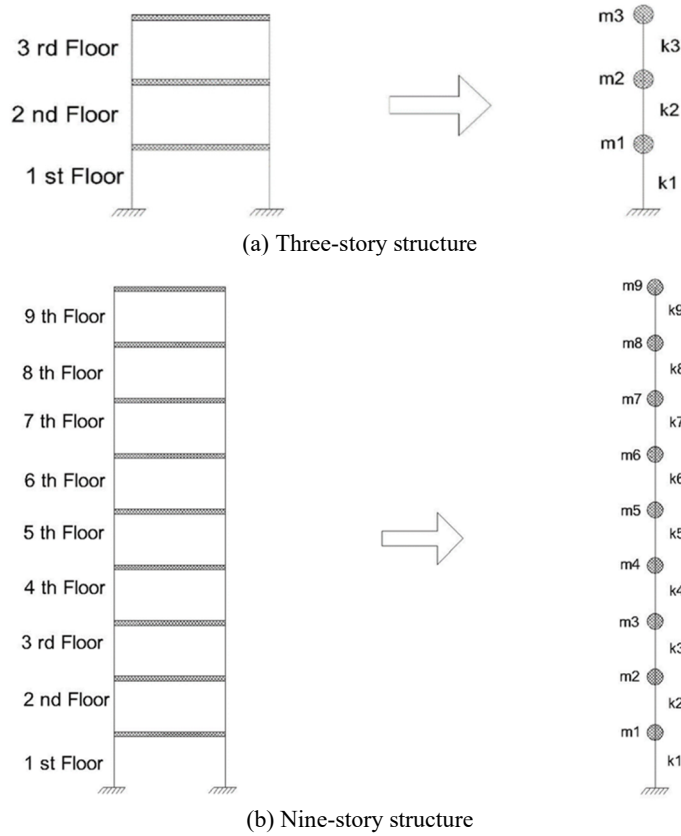 m3
3 rd Floor
k3
m2
2 nd Floor
k2
m1
1 st Floor
k1
(a) Three-story structure
m9
9 th Floor
k9
m8
8 th Floor
k8
m7
7 th Floor
k7
m6
6 th Floor
k6
m5
5 th Floor
k5
m4
4 th Floor
k4
m3
3 rd Floor
k3
m2
2 nd Floor
k2
m1
1 st Floor
k1
(b) Nine-story structure